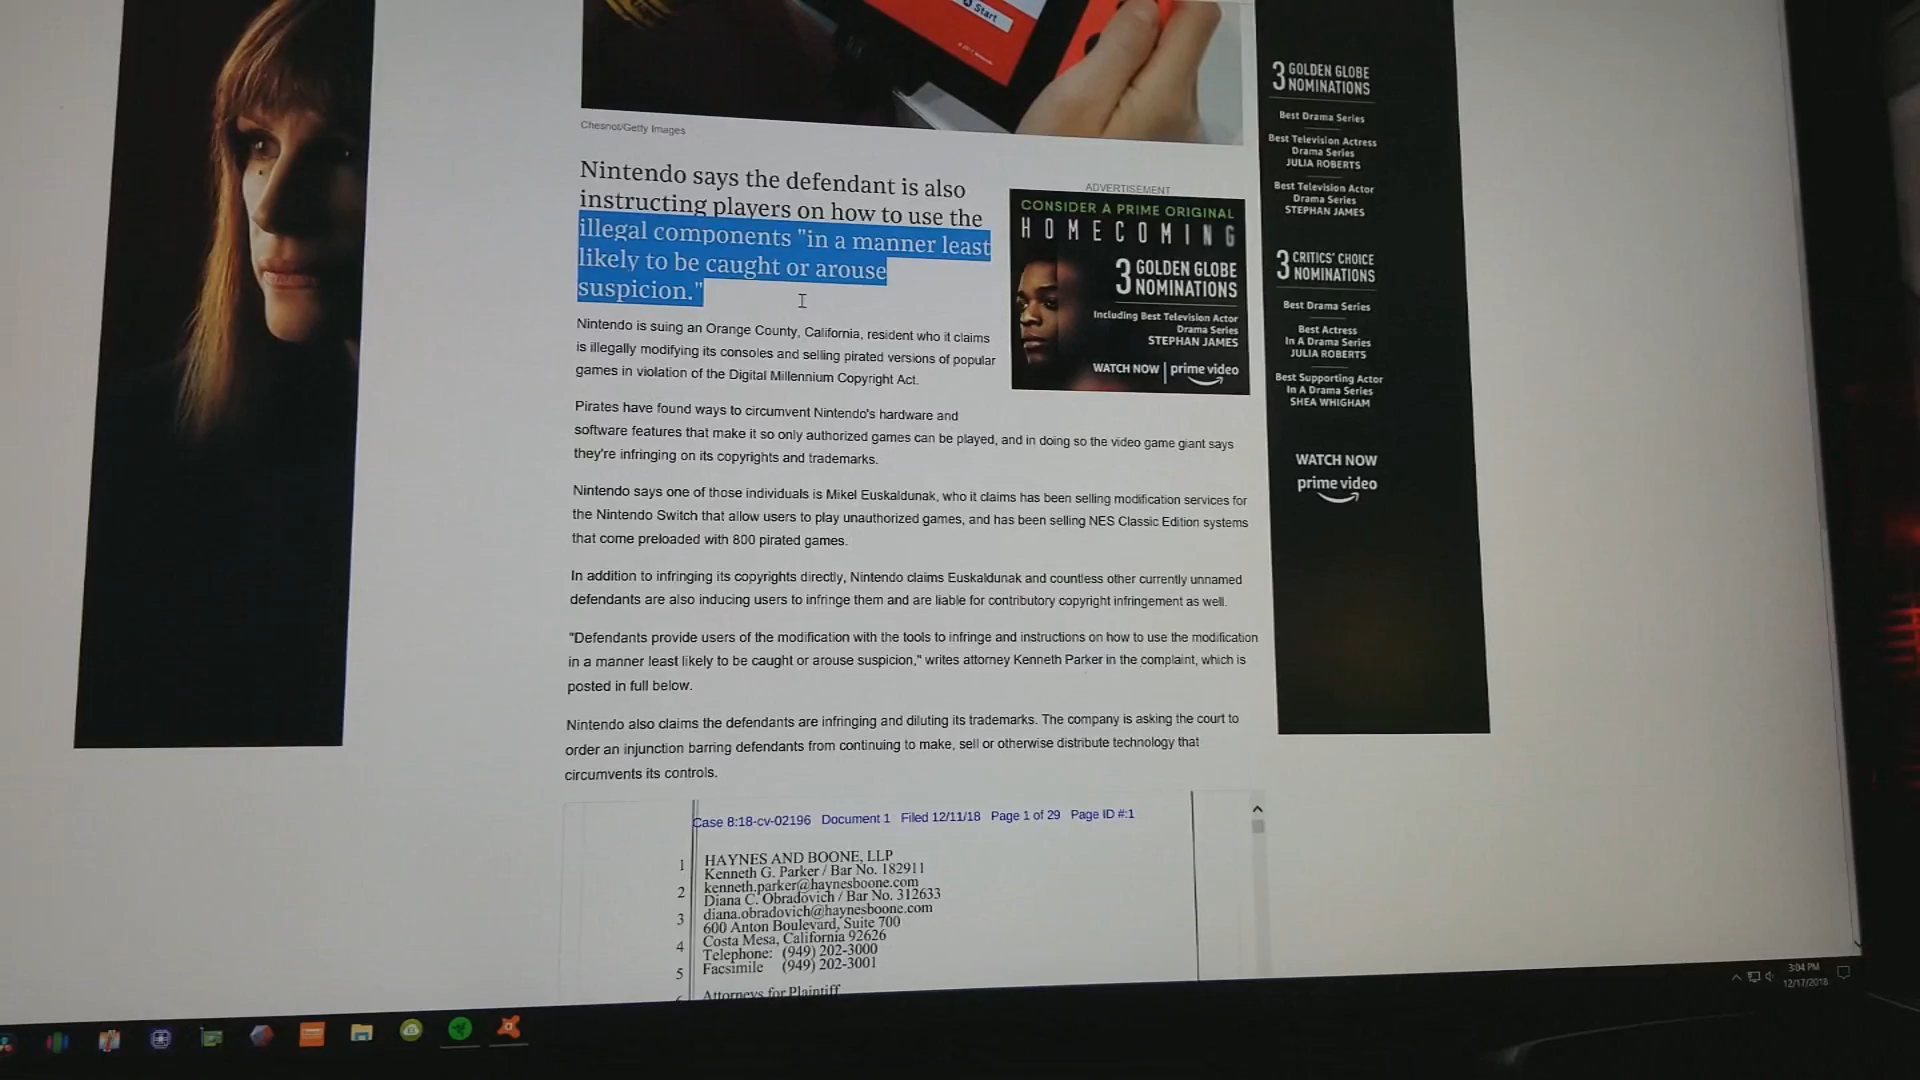 Start
Chesnot/Getty Images
Nintendo says the defendant is also
instructing players on how to use the
illegal components "in a manner least
likely to be caught or arouse
suspicion."
ADVERTISEMENT
CONSIDER A PRIME ORIGINAL
HOMECOMING
3 GOLDEN GLOBE
NOMINATIONS
Including Best Television Actor
Drama Series
STEPHAN JAMES
WATCH NOW | prime video
Nintendo is suing an Orange County, California, resident who it claims
is illegally modifying its consoles and selling pirated versions of popular
games in violation of the Digital Millennium Copyright Act.
Pirates have found ways to circumvent Nintendo's hardware and
software features that make it so only authorized games can be played, and in doing so the video game giant says
they're infringing on its copyrights and trademarks.
Nintendo says one of those individuals is Mikel Euskaldunak, who it claims has been selling modification services for
the Nintendo Switch that allow users to play unauthorized games, and has been selling NES Classic Edition systems
that come preloaded with 800 pirated games.
In addition to infringing its copyrights directly, Nintendo claims Euskaldunak and countless other currently unnamed
defendants are also inducing users to infringe them and are liable for contributory copyright infringement as well.
"Defendants provide users of the modification with the tools to infringe and instructions on how to use the modification
in a manner least likely to be caught or arouse suspicion," writes attorney Kenneth Parker in the complaint, which is
posted in full below.
Nintendo also claims the defendants are infringing and diluting its trademarks. The company is asking the court to
order an injunction barring defendants from continuing to make, sell or otherwise distribute technology that
circumvents its controls.
Case 8:18-cv-02196 Document 1 Filed 12/11/18 Page 1 of 29 Page ID #:1
1 HAYNES AND BOONE, LLP
Kenneth G. Parker / Bar No. 182911
2 kenneth.parker@haynesboone.com
Diana C. Obradovich / Bar No. 312633
3 diana.obradovich@haynesboone.com
600 Anton Boulevard, Suite 700
4 Costa Mesa, California 92626
Telephone: (949) 202-3000
5 Facsimile (949) 202-3001
Attorneys for Plaintiff
3 GOLDEN GLOBE
NOMINATIONS
Best Drama Series
Best Television Actress
Drama Series
JULIA ROBERTS
Best Television Actor
Drama Series
STEPHAN JAMES
3 CRITICS' CHOICE
NOMINATIONS
Best Drama Series
Best Actress
In A Drama Series
JULIA ROBERTS
Best Supporting Actor
In A Drama Series
SHEA WHIGHAM
WATCH NOW
prime video
3:04 PM
12/17/2018